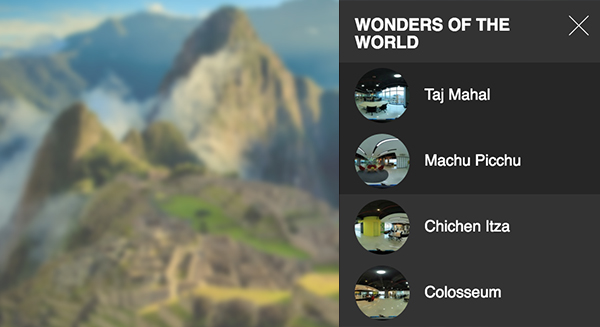 WONDERS OF THE
WORLD
Taj Mahal
Machu Picchu
Chichen Itza
Colosseum